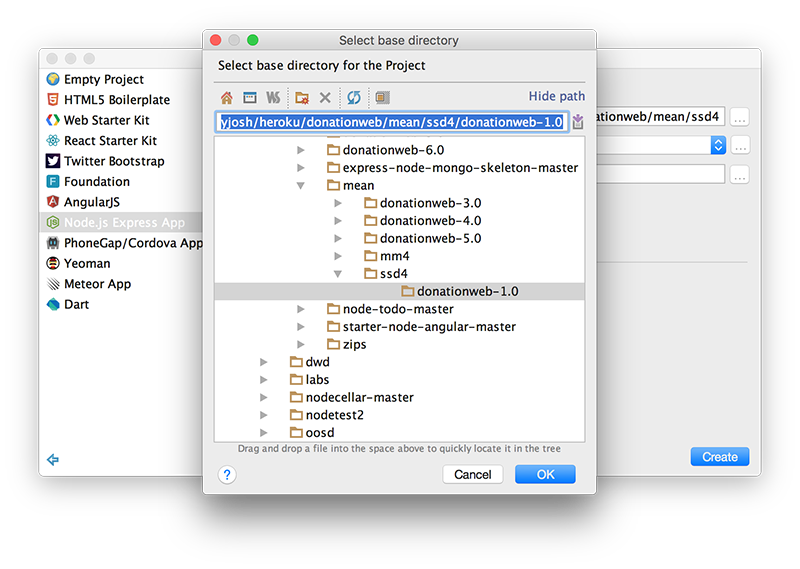 Select base directory
Select base directory for the Project
Hide path
yjosh/heroku/donationweb/mean/ssd4/donationweb-1.0
donationweb-6.0
express-node-mongo-skeleton-master
mean
donationweb-3.0
donationweb-4.0
donationweb-5.0
mm4
ssd4
donationweb-1.0
node-todo-master
starter-node-angular-master
zips
dwd
labs
nodecellar-master
nodetest2
oosd
Drag and drop a file into the space above to quickly locate it in the tree
?
Cancel
OK
Empty Project
HTML5 Boilerplate
Web Starter Kit
React Starter Kit
Twitter Bootstrap
Foundation
AngularJS
Node.js Express App
PhoneGap/Cordova App
Yeoman
Meteor App
Dart
ationweb/mean/ssd4
...
...
...
Create